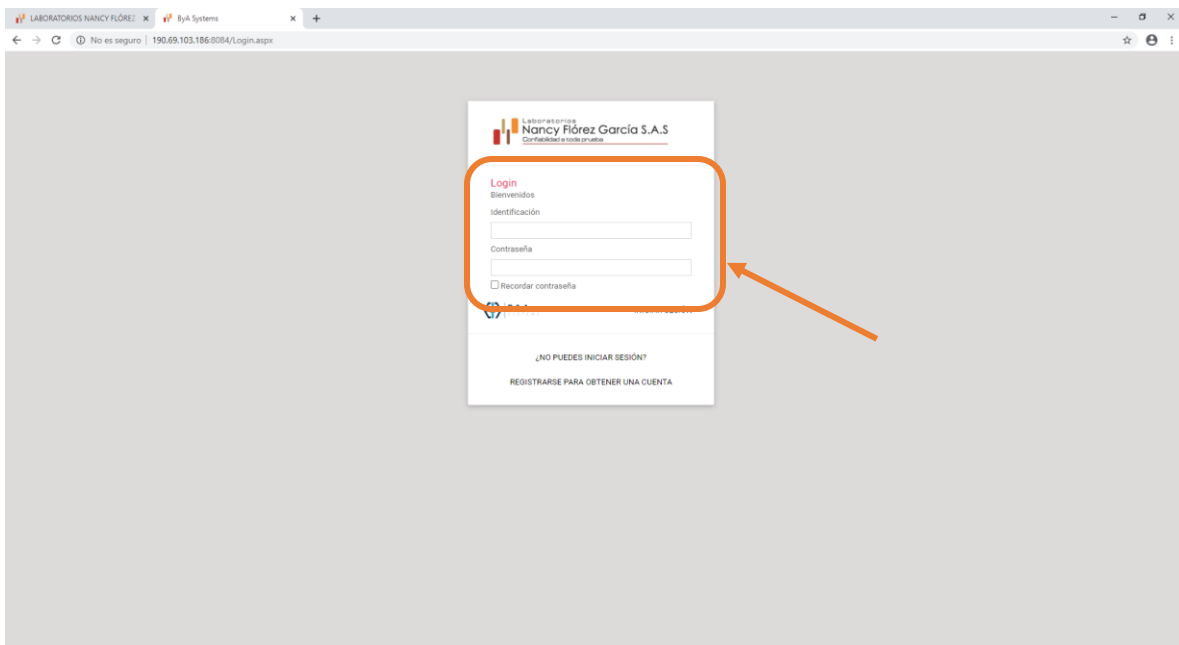 LABORATORIOS NANCY FLÓREZ
ByA Systems
No es seguro | 190.69.103.186:8084/Login.aspx
Laboratorios
Nancy Flórez García S.A.S
Confiabilidad a toda prueba
Login
Bienvenidos
Identificación
Contraseña
Recordar contraseña
¿NO PUEDES INICIAR SESIÓN?
REGISTRARSE PARA OBTENER UNA CUENTA